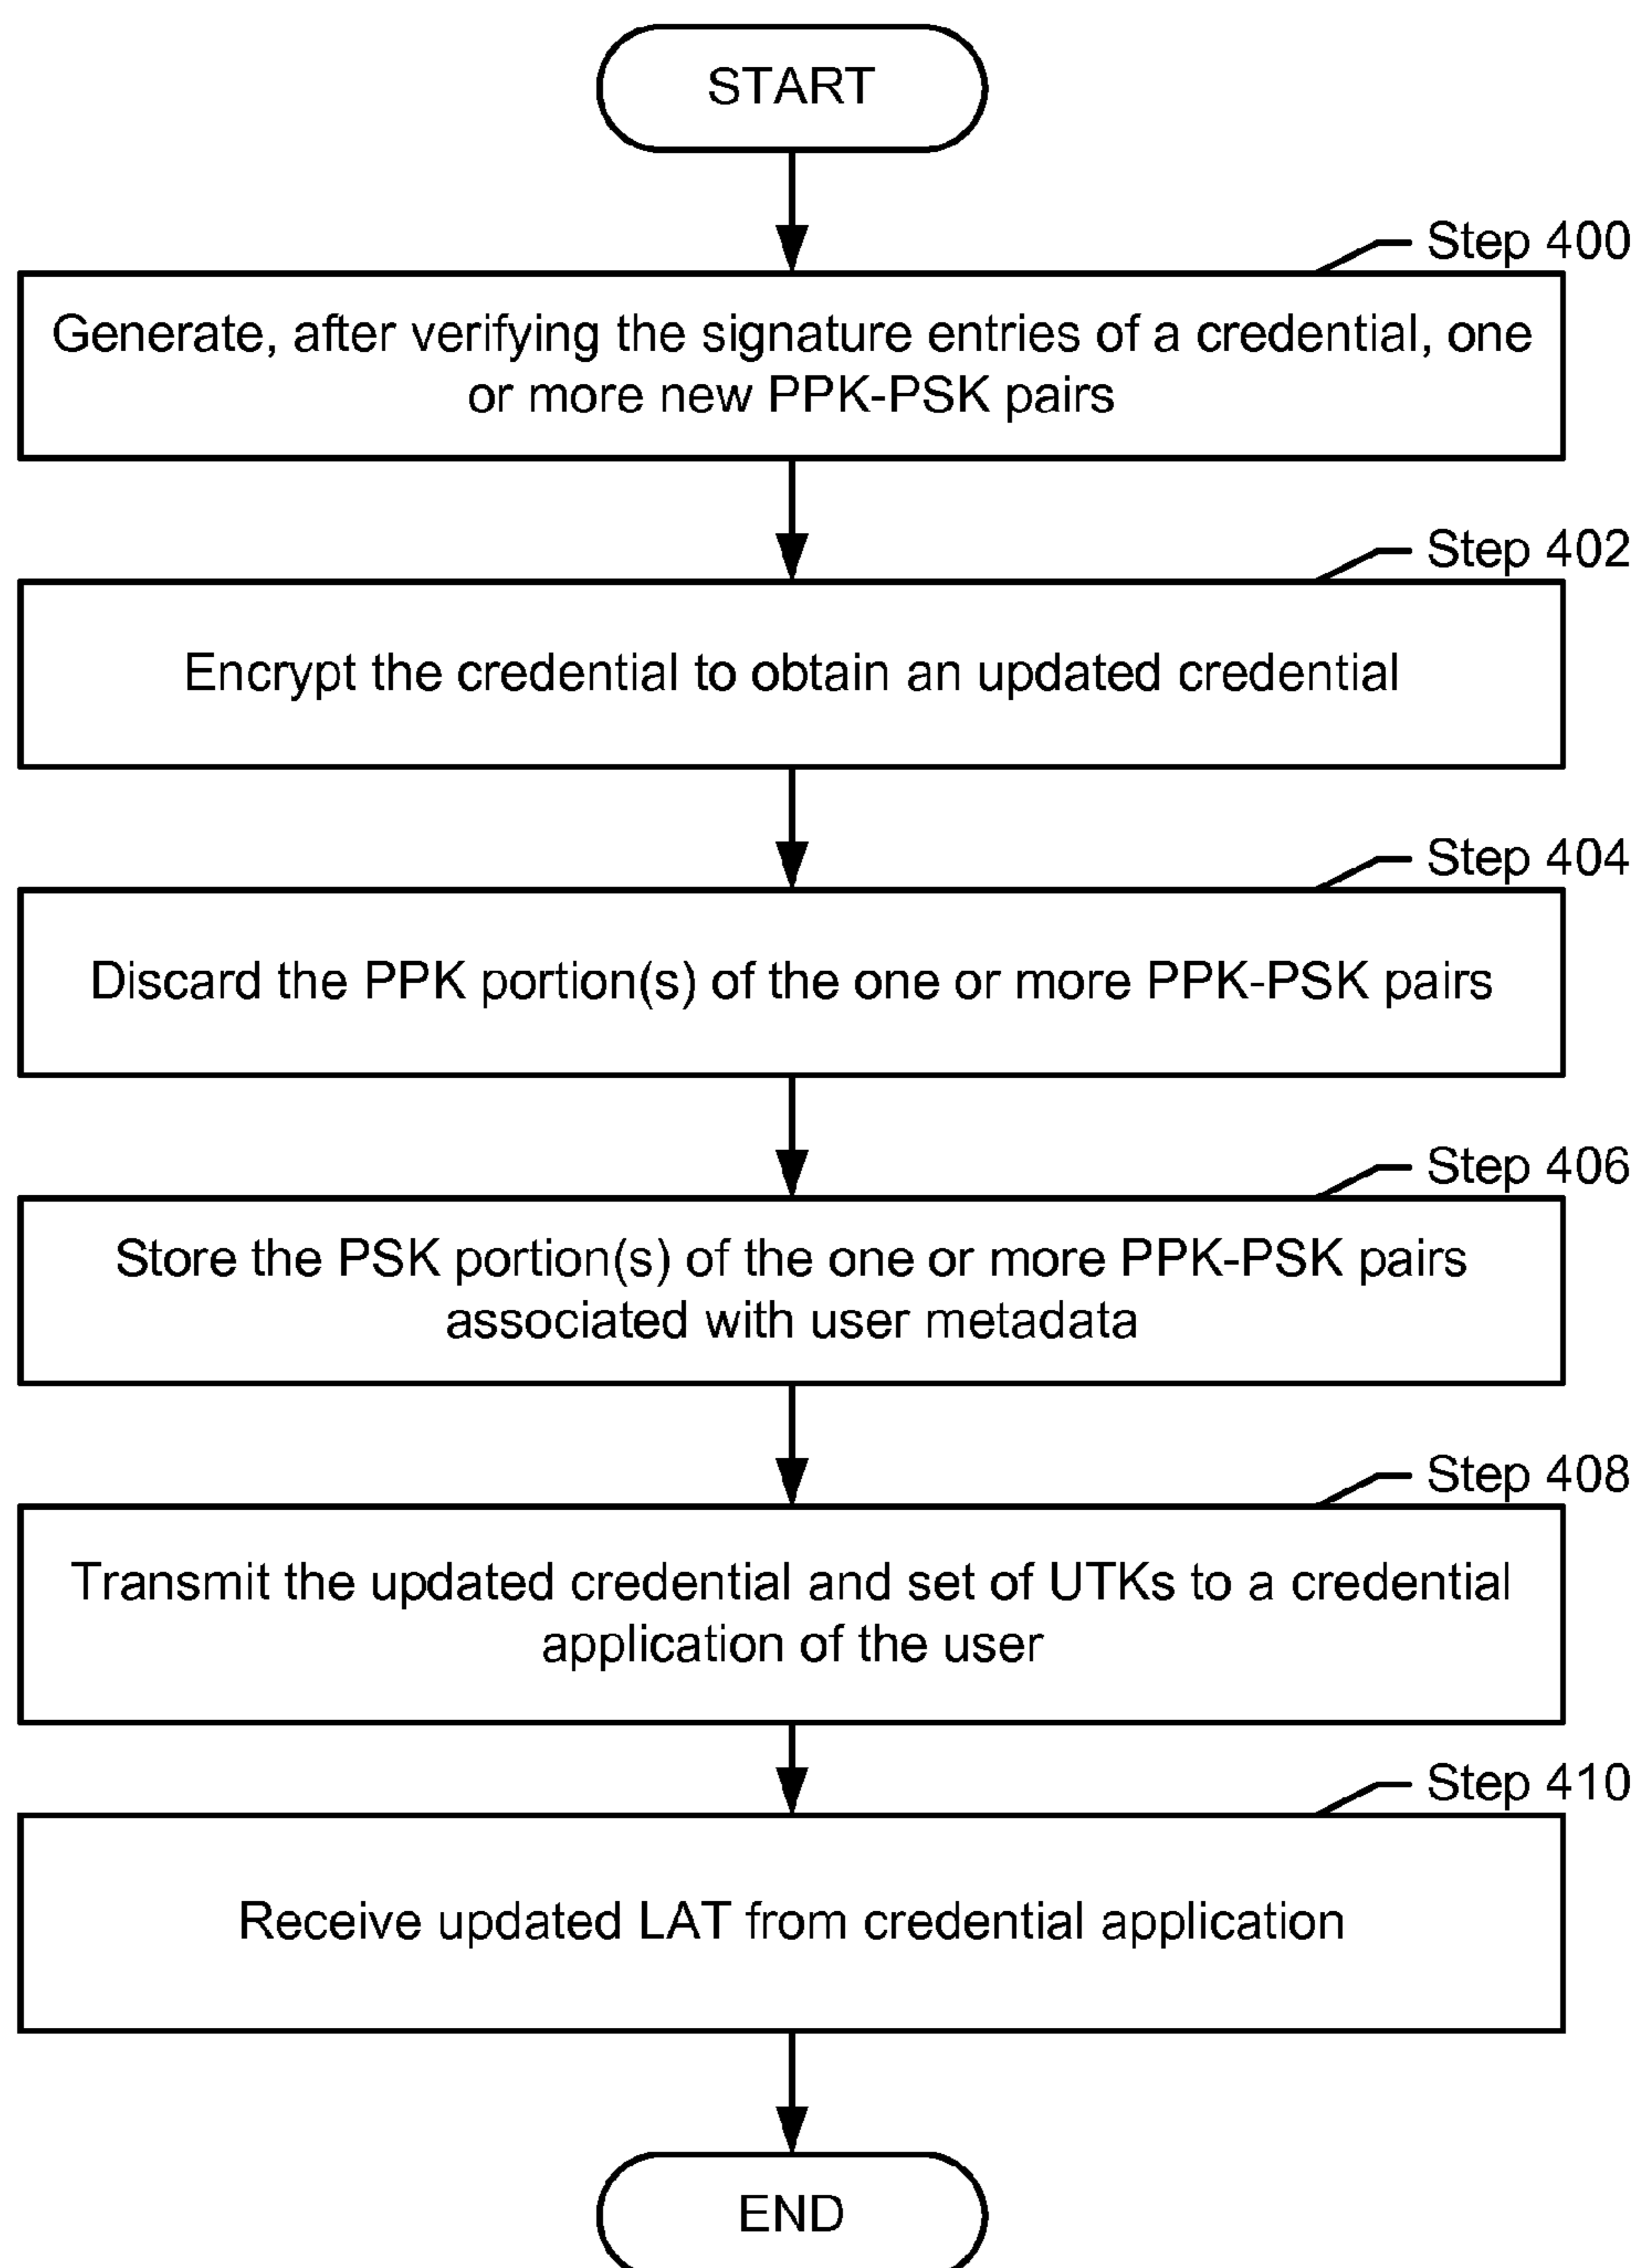 START
Step 400
Generate, after verifying the signature entries of a credential, one
or more new PPK-PSK pairs
Step 402
Encrypt the credential to obtain an updated credential
Step 404
Discard the PPK portion(s) of the one or more PPK-PSK pairs
Step 406
Store the PSK portion(s) of the one or more PPK-PSK pairs
associated with user metadata
Step 408
Transmit the updated credential and set of UTKs to a credential
application of the user
Step 410
Receive updated LAT from credential application
END